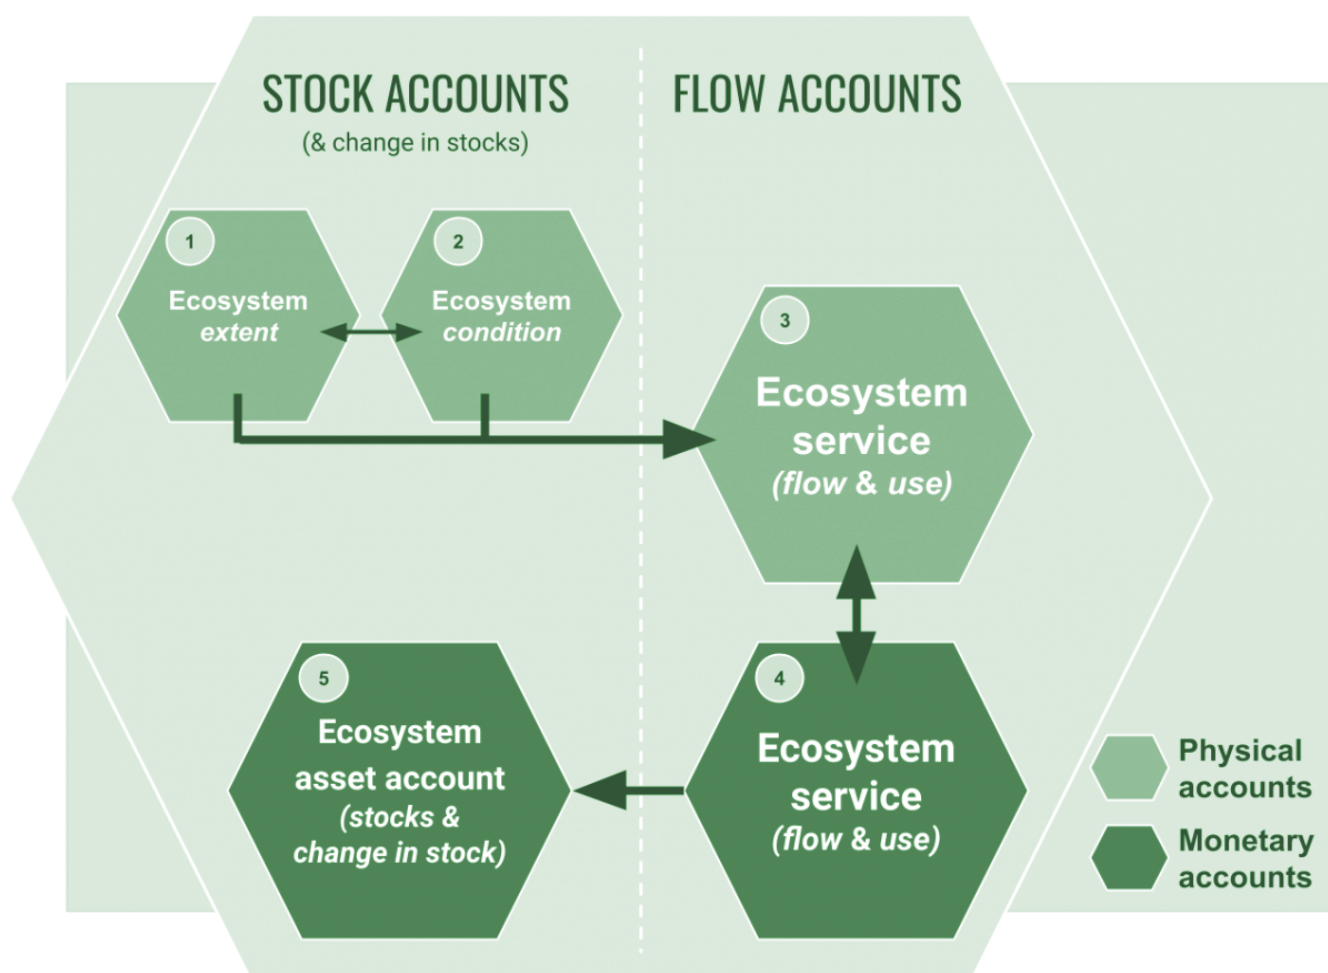 STOCK ACCOUNTS
(& change in stocks)
FLOW ACCOUNTS
1
Ecosystem
extent
2
Ecosystem
condition
3
Ecosystem
service
(flow & use)
5
Ecosystem
asset account
(stocks &
change in stock)
4
Ecosystem
service
(flow & use)
Physical
accounts
Monetary
accounts